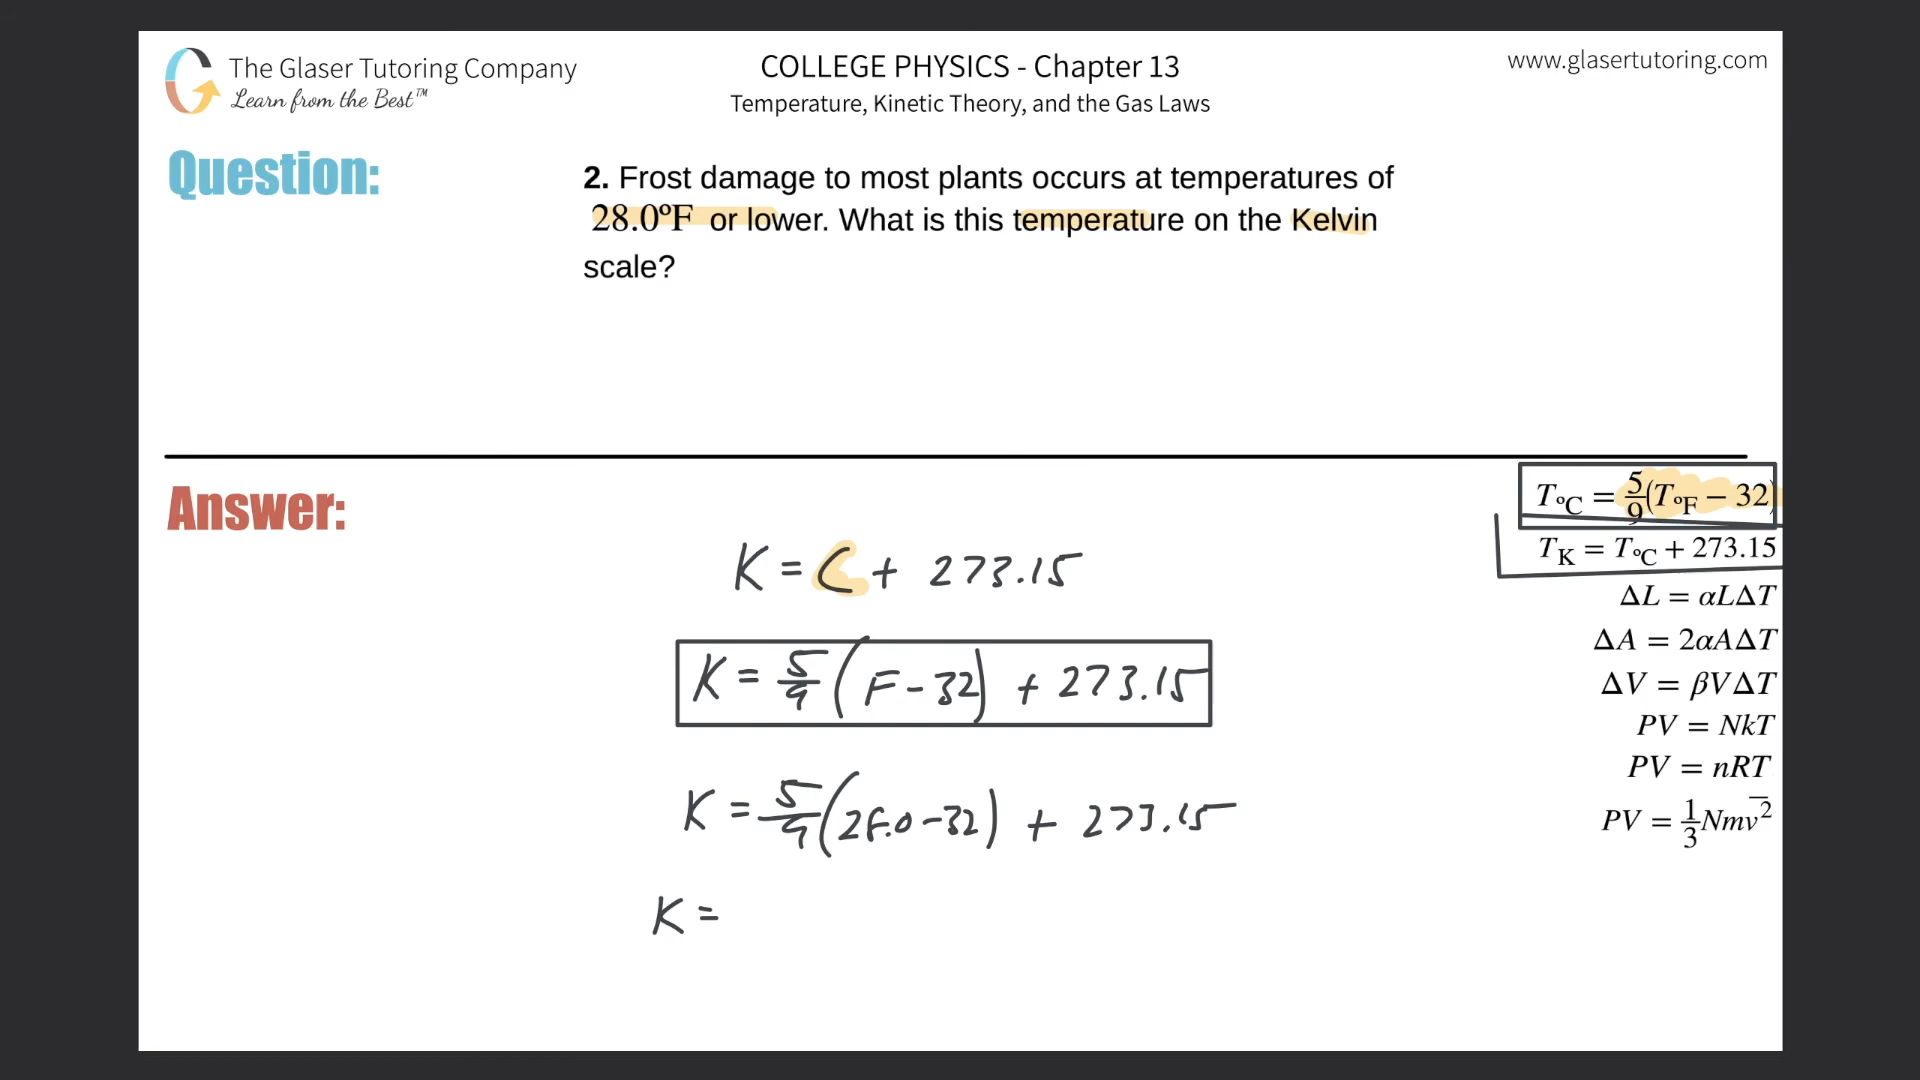 The Glaser Tutoring Company
Learn from the Best™
COLLEGE PHYSICS - Chapter 13
Temperature, Kinetic Theory, and the Gas Laws
www.glasertutoring.com
Question:
2. Frost damage to most plants occurs at temperatures of
28.0ºF or lower. What is this temperature on the Kelvin
scale?
Answer:
K = C + 273.15
K = 5/9 (F - 32) + 273.15
K = 5/9 (28.0 - 32) + 273.15
K =
TºC = 5/9(TºF − 32)
TK = TºC + 273.15
ΔL = αLΔT
ΔA = 2αAΔT
ΔV = βVΔT
PV = NkT
PV = nRT
PV = 1/3Nmv̅²